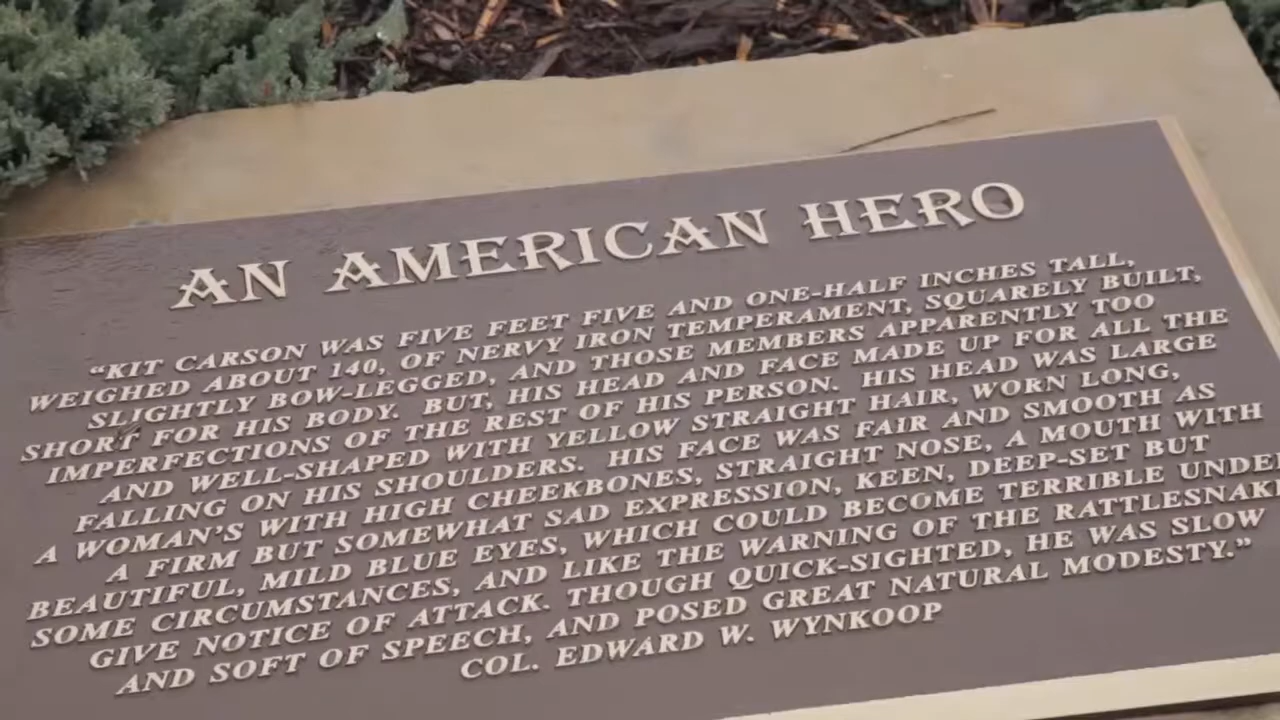 AN AMERICAN HERO
“KIT CARSON WAS FIVE FEET FIVE AND ONE-HALF INCHES TALL,
WEIGHED ABOUT 140, OF NERVY IRON TEMPERAMENT, SQUARELY BUILT,
SLIGHTLY BOW-LEGGED, AND THOSE MEMBERS APPARENTLY TOO
SHORT FOR HIS BODY. BUT, HIS HEAD AND FACE MADE UP FOR ALL THE
IMPERFECTIONS OF THE REST OF HIS PERSON. HIS HEAD WAS LARGE
AND WELL-SHAPED WITH YELLOW STRAIGHT HAIR, WORN LONG,
FALLING ON HIS SHOULDERS. HIS FACE WAS FAIR AND SMOOTH AS
A WOMAN’S WITH HIGH CHEEKBONES, STRAIGHT NOSE, A MOUTH WITH
A FIRM BUT SOMEWHAT SAD EXPRESSION, KEEN, DEEP-SET BUT
BEAUTIFUL, MILD BLUE EYES, WHICH COULD BECOME TERRIBLE UNDER
SOME CIRCUMSTANCES, AND LIKE THE WARNING OF THE RATTLESNAKE
GIVE NOTICE OF ATTACK. THOUGH QUICK-SIGHTED, HE WAS SLOW
AND SOFT OF SPEECH, AND POSED GREAT NATURAL MODESTY.”
COL. EDWARD W. WYNKOOP